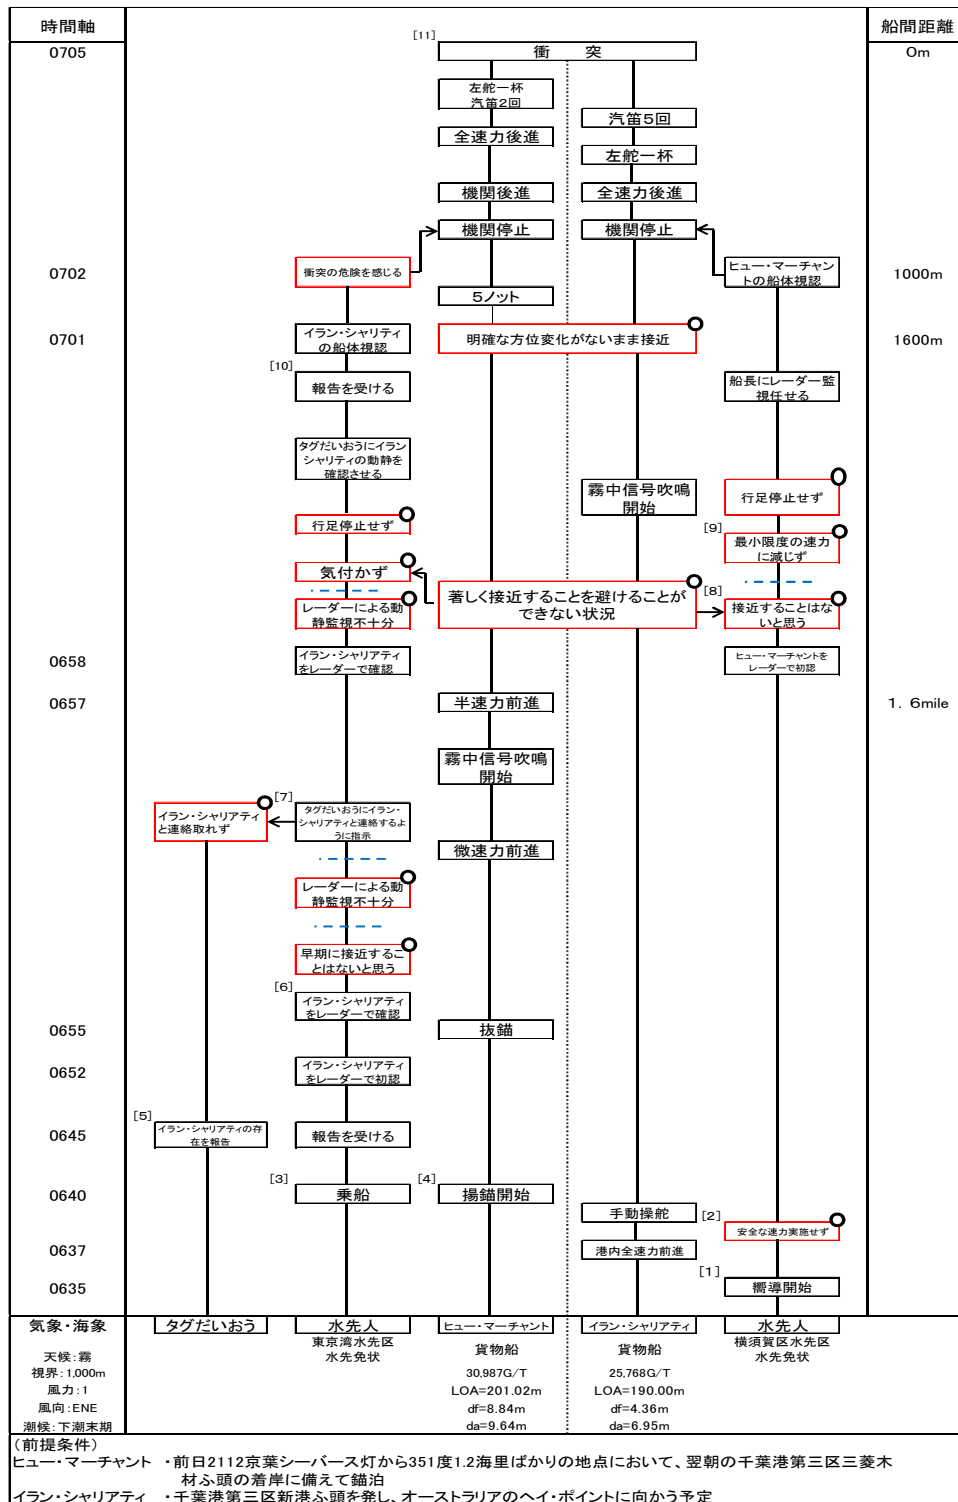 時間軸
船間距離
[11]
0705
衝　突
0m
左舵一杯
汽笛2回
汽笛5回
全速力後進
左舵一杯
機関後進
全速力後進
機関停止
機関停止
0702
衝突の危険を感じる
ヒュー・マーチャン
トの船体視認
1000m
5ノット
0701
イラン・シャリティ
の船体視認
明確な方位変化がないまま接近
1600m
[10]
報告を受ける
船長にレーダー監
視任せる
タグだいおうにイラン
シャリティの動静を
確認させる
霧中信号吹鳴
開始
行足停止せず
行足停止せず
[9]
最小限度の速力
に減じず
気付かず
著しく接近することを避けることが
できない状況
[8]
レーダーによる動
静監視不十分
接近することはな
いと思う
0658
イラン・シャリアティ
をレーダーで確認
ヒュー・マーチャントを
レーダーで初認
0657
半速力前進
1．6mile
霧中信号吹鳴
開始
[7]
イラン・シャリアティ
と連絡取れず
タグだいおうにイラン・
シャリアティと連絡するよ
うに指示
微速力前進
レーダーによる動
静監視不十分
早期に接近するこ
とはないと思う
[6]
イラン・シャリアティ
をレーダーで確認
0655
抜錨
0652
イラン・シャリアティ
をレーダーで初認
[5]
0645
イラン・シャリアティの存
在を報告
報告を受ける
[3]
[4]
0640
乗船
揚錨開始
手動操舵
[2]
安全な速力実施せず
0637
港内全速力前進
[1]
0635
嚮導開始
気象・海象
タグだいおう
水先人
ヒュー・マーチャント
イラン・シャリアティ
水先人
東京湾水先区
水先免状
貨物船
貨物船
横須賀区水先区
水先免状
天候：霧
視界：1,000m
30,987G/T
25,768G/T
風力：1
LOA=201.02m
LOA=190.00m
風向：ENE
df=8.84m
df=4.36m
潮候：下潮末期
da=9.64m
da=6.95m
（前提条件）
ヒュー・マーチャント　・前日2112京葉シーバース灯から351度1.2海里ばかりの地点において、翌朝の千葉港第三区三菱木
材ふ頭の着岸に備えて錨泊
イラン・シャリアティ　・千葉港第三区新港ふ頭を発し、オーストラリアのヘイ・ポイントに向かう予定